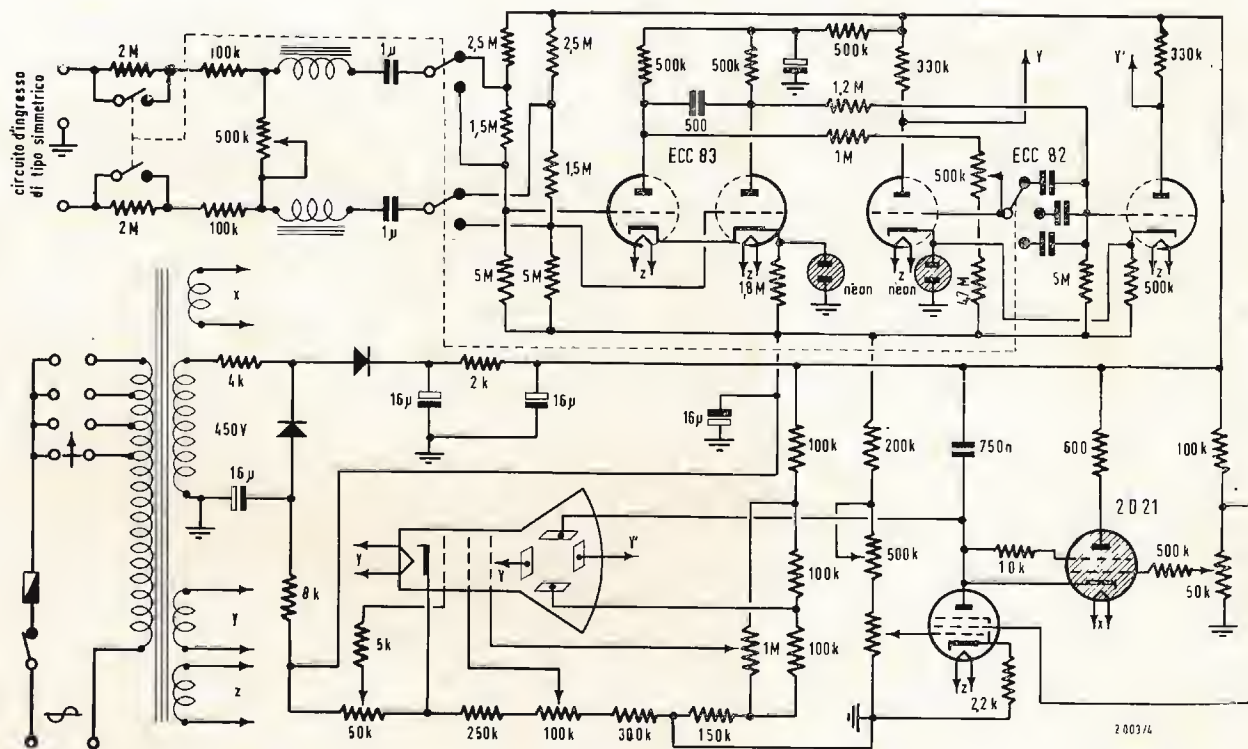 circuito d'ingresso
di tipo simmetrico
2M
100k
1μ
2,5M
2,5M
500k
500k
500k
330k
Y
Y'
330k
500k
500
1,2 M
1M
ECC 83
1,5M
1,5M
500k
ECC 82
2M
100k
1μ
5M
5M
z
z
1,8M
neon
z
neon
4,7M
5M
z
500k
x
4k
2k
16μ
16μ
16μ
450V
16μ
100k
200k
750n
600
100k
2D21
y
Y
Y'
8k
5k
100k
500k
10k
500k
50k
x
y
z
1M
100k
z
2,2k
50k
250k
100k
300k
150k
2003/4